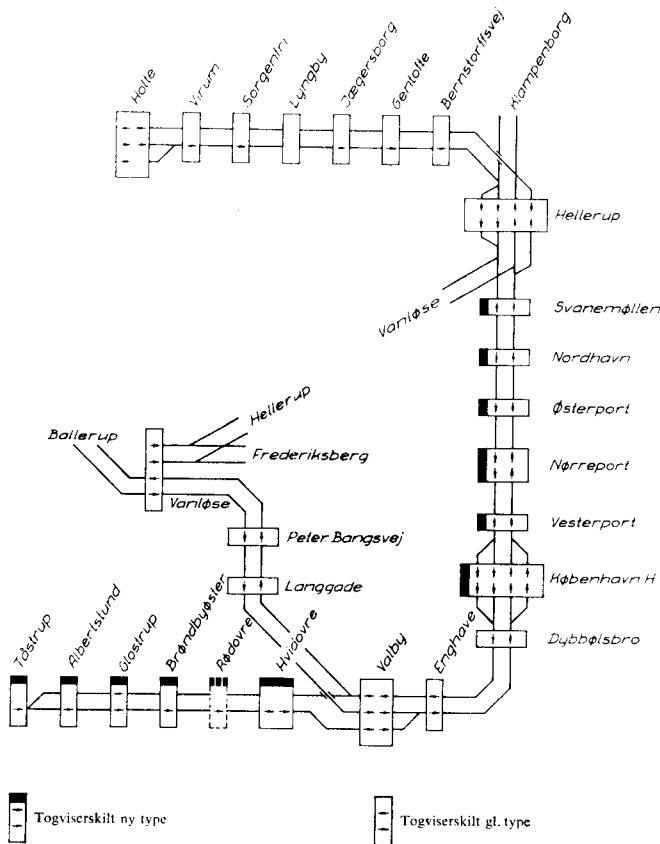 Holte
Virum
Sorgenfri
Lyngby
Jægersborg
Gentofte
Bernstorffsvej
Klampenborg
Hellerup
Vanløse
Svanemøllen
Nordhavn
Østerport
Nørreport
Vesterport
København H
Dybbølsbro
Hellerup
Ballerup
Frederiksberg
Vanløse
Peter Bangsvej
Langgade
Tåstrup
Albertslund
Glostrup
Brøndbyøster
Rødovre
Hvidovre
Valby
Enghave
Togviserskilt ny type
Togviserskilt gl. type